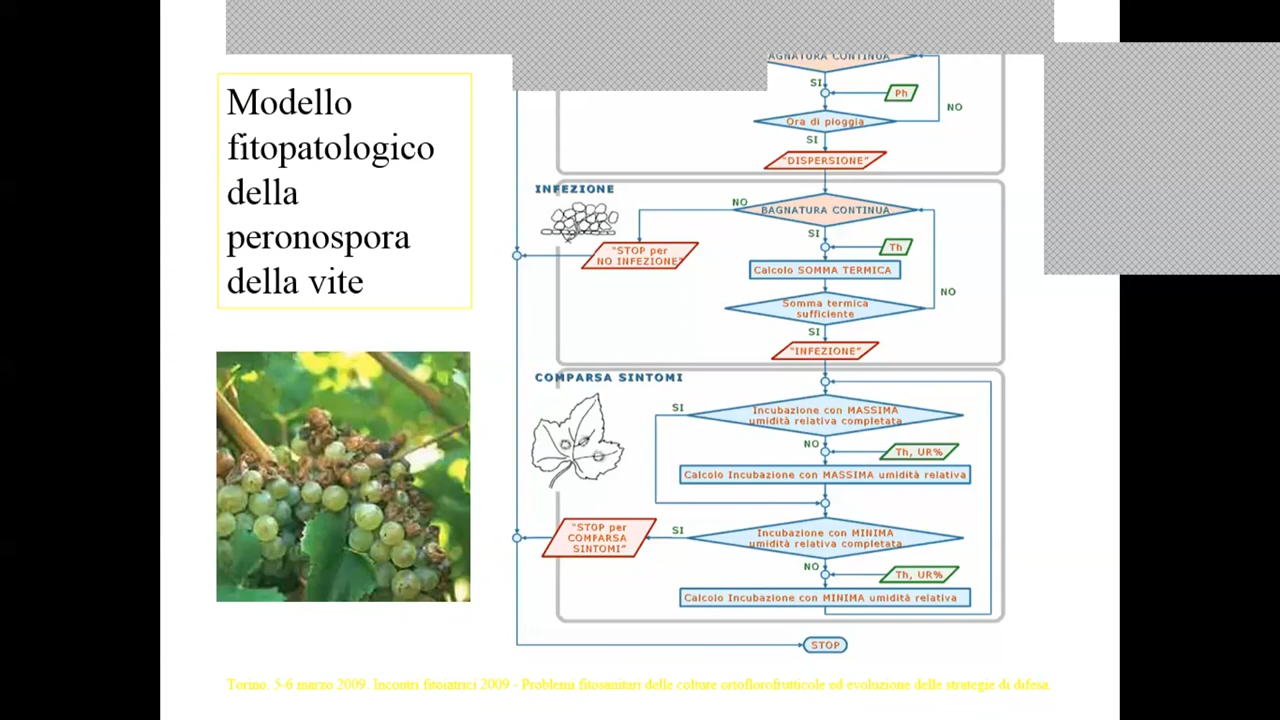 Modello
fitopatologico
della
peronospora
della vite
AGNATURA CONTINUA
SI
Ph
NO
Ora di pioggia
SI
"DISPERSIONE"
INFEZIONE
NO
BAGNATURA CONTINUA
SI
Th
"STOP per
NO INFEZIONE"
Calcolo SOMMA TERMICA
NO
Somma termica
sufficiente
SI
"INFEZIONE"
COMPARSA SINTOMI
SI
Incubazione con MASSIMA
umidità relativa completata
NO
Th, UR%
Calcolo Incubazione con MASSIMA umidità relativa
"STOP per
COMPARSA
SINTOMI"
SI
Incubazione con MINIMA
umidità relativa completata
NO
Th, UR%
Calcolo Incubazione con MINIMA umidità relativa
STOP
Torino. 5-6 marzo 2009. Incontri fitoiatrici 2009 - Problemi fitosanitari delle colture ortoflorofrutticole ed evoluzione delle strategie di difesa.